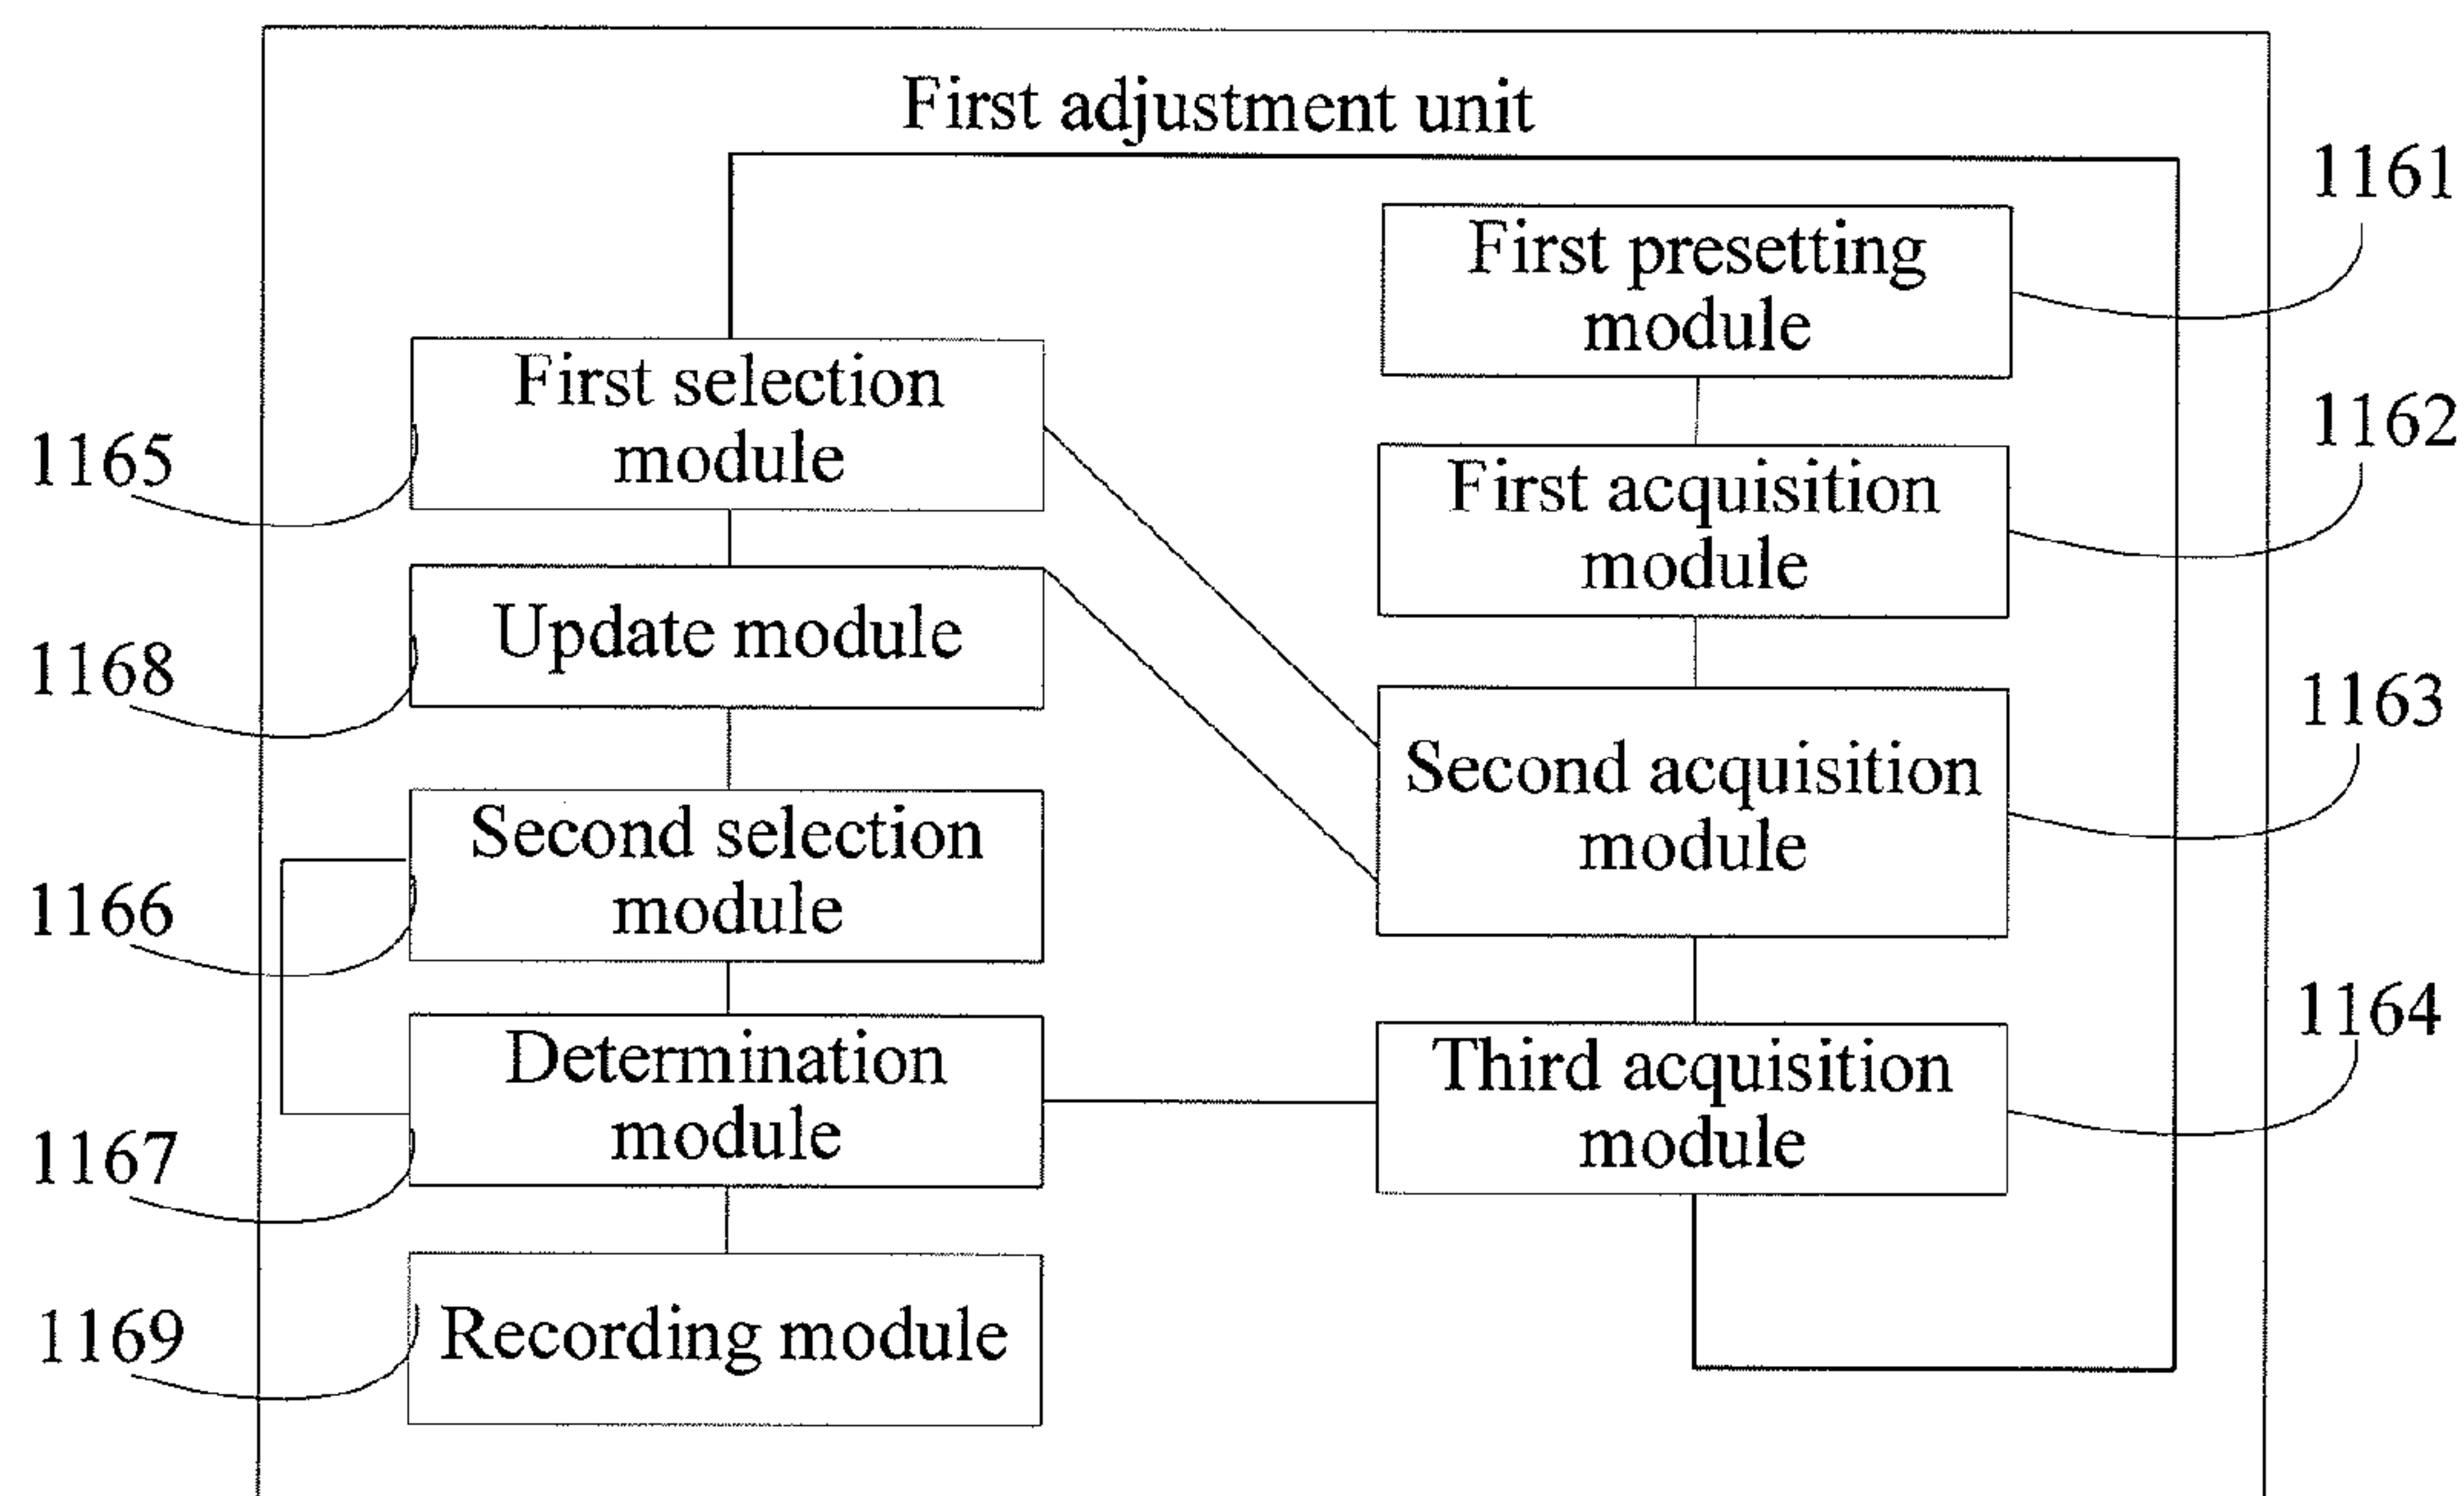 First adjustment unit
1161
First presetting
module
First selection
module
1162
1165
First acquisition
module
Update module
1168
1163
Second acquisition
module
Second selection
module
1166
1164
Determination
module
Third acquisition
module
1167
1169
Recording module